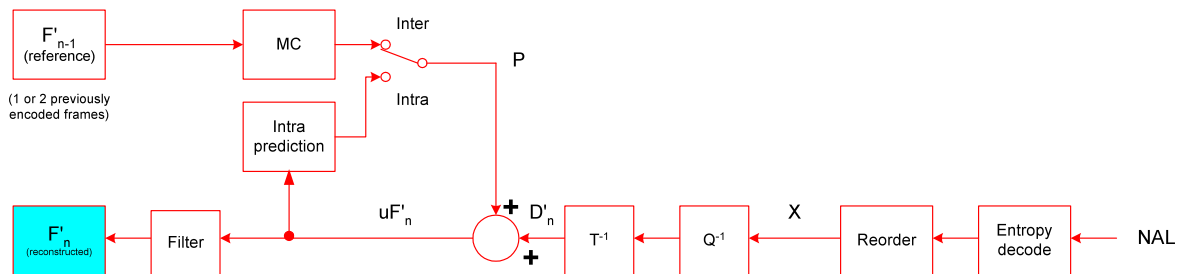 F'n-1
(reference)
(1 or 2 previously
encoded frames)
MC
Inter
Intra
P
Intra
prediction
F'n
(reconstructed)
Filter
uF'n
+
+
D'n
T-1
Q-1
X
Reorder
Entropy
decode
NAL